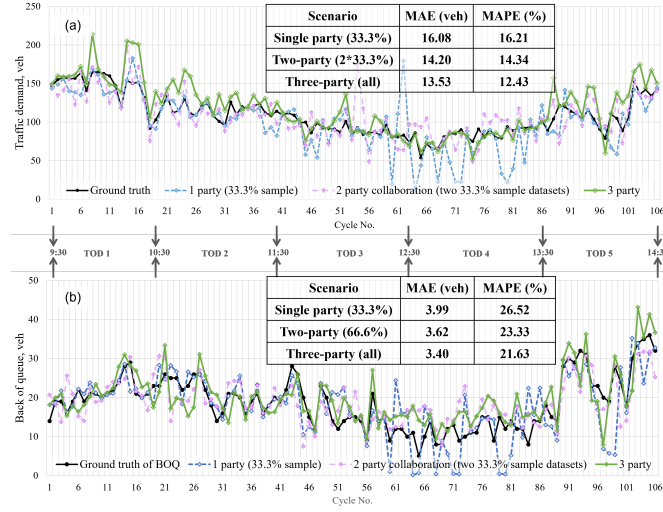 (a)
Scenario MAE (veh) MAPE (%)
Single party (33.3%) 16.08 16.21
Two-party (2*33.3%) 14.20 14.34
Three-party (all) 13.53 12.43
Traffic demand, veh
250
200
150
100
50
0
Ground truth 1 party (33.3% sample) 2 party collaboration (two 33.3% sample datasets) 3 party
1 6 11 16 21 26 31 36 41 46 51 56 61 66 71 76 81 86 91 96 101 106
Cycle No.
9:30 TOD 1 10:30 TOD 2 11:30 TOD 3 12:30 TOD 4 13:30 TOD 5 14:3
(b)
Scenario MAE (veh) MAPE (%)
Single party (33.3%) 3.99 26.52
Two-party (66.6%) 3.62 23.33
Three-party (all) 3.40 21.63
Back of queue, veh
50
40
30
20
10
0
Ground truth of BOQ 1 party (33.3% sample) 2 party collaboration (two 33.3% sample datasets) 3 party
1 6 11 16 21 26 31 36 41 46 51 56 61 66 71 76 81 86 91 96 101 106
Cycle No.